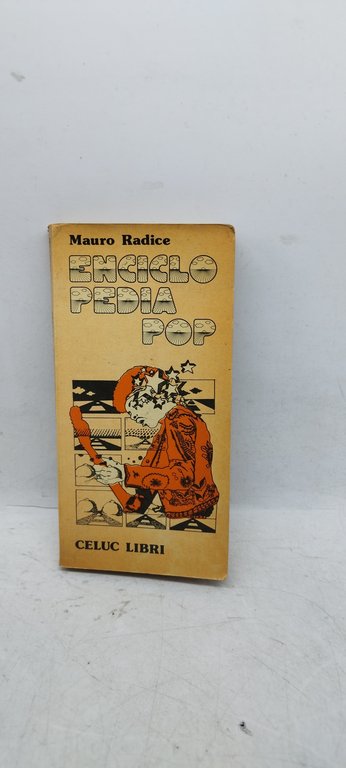 Mauro Radice
ENCICLO
PEDIA
POP
CELUC LIBRI